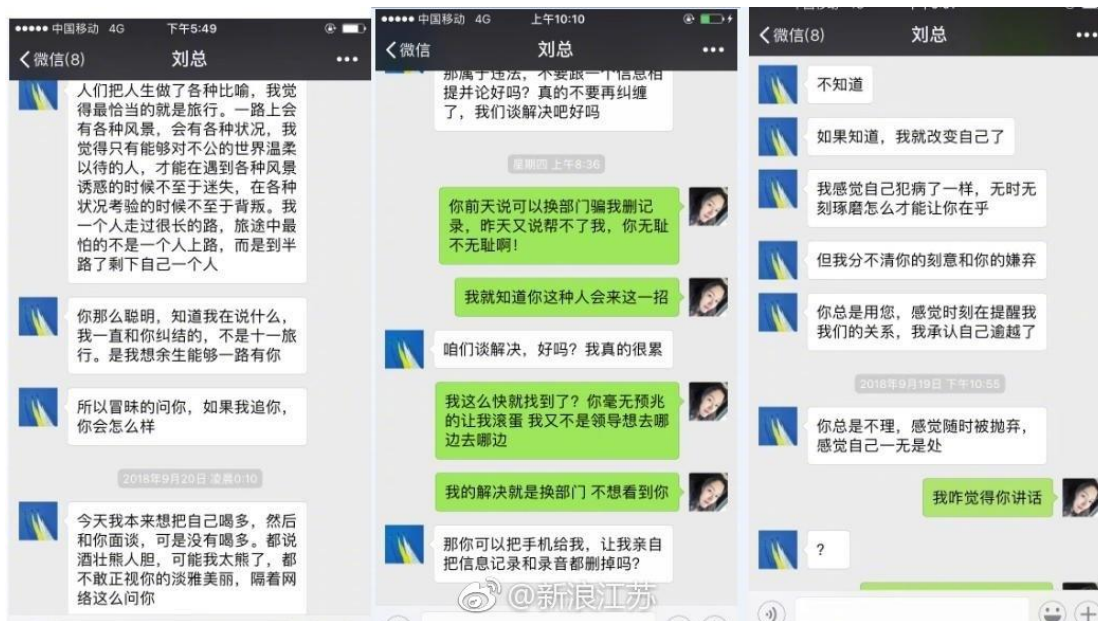 中国移动 4G 下午5:49
微信(8) 刘总
人们把人生做了各种比喻，我觉
得最恰当的就是旅行。一路上会
有各种风景，会有各种状况，我
觉得只有能够对不公的世界温柔
以待的人，才能在遇到各种风景
诱惑的时候不至于迷失，在各种
状况考验的时候不至于背叛。我
一个人走过很长的路，旅途中最
怕的不是一个人上路，而是到半
路了剩下自己一个人
你那么聪明，知道我在说什么，
我一直和你纠结的，不是十一旅
行。是我想余生能够一路有你
所以冒昧的问你，如果我追你，
你会怎么样
2018年9月20日 凌晨0:10
今天我本来想把自己喝多，然后
和你面谈，可是没有喝多。都说
酒壮熊人胆，可能我太熊了，都
不敢正视你的淡雅美丽，隔着网
络这么问你
中国移动 4G 上午10:10
微信 刘总
那属于违法，不要跟一个信息相
提并论好吗？真的不要再纠缠
了，我们谈解决吧好吗
星期四 上午8:36
你前天说可以换部门骗我删记
录，昨天又说帮不了我，你无耻
不无耻啊！
我就知道你这种人会来这一招
咱们谈解决，好吗？我真的很累
我这么快就找到了？你毫无预兆
的让我滚蛋 我又不是领导想去哪
边去哪边
我的解决就是换部门 不想看到你
那你可以把手机给我，让我亲自
把信息记录和录音都删掉吗？
@新浪江苏
微信(8) 刘总
不知道
如果知道，我就改变自己了
我感觉自己犯病了一样，无时无
刻琢磨怎么才能让你在乎
但我分不清你的刻意和你的嫌弃
你总是用您，感觉时刻在提醒我
我们的关系，我承认自己逾越了
2018年9月19日 下午10:55
你总是不理，感觉随时被抛弃，
感觉自己一无是处
我咋觉得你讲话
？